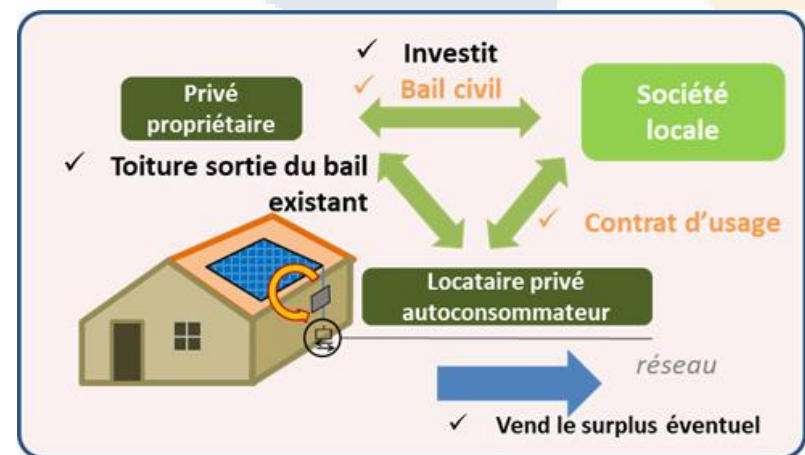 ✓ Investit
✓ Bail civil
Privé
propriétaire
Société
locale
✓ Toiture sortie du bail
existant
✓ Contrat d’usage
Locataire privé
autoconsommateur
réseau
✓ Vend le surplus éventuel